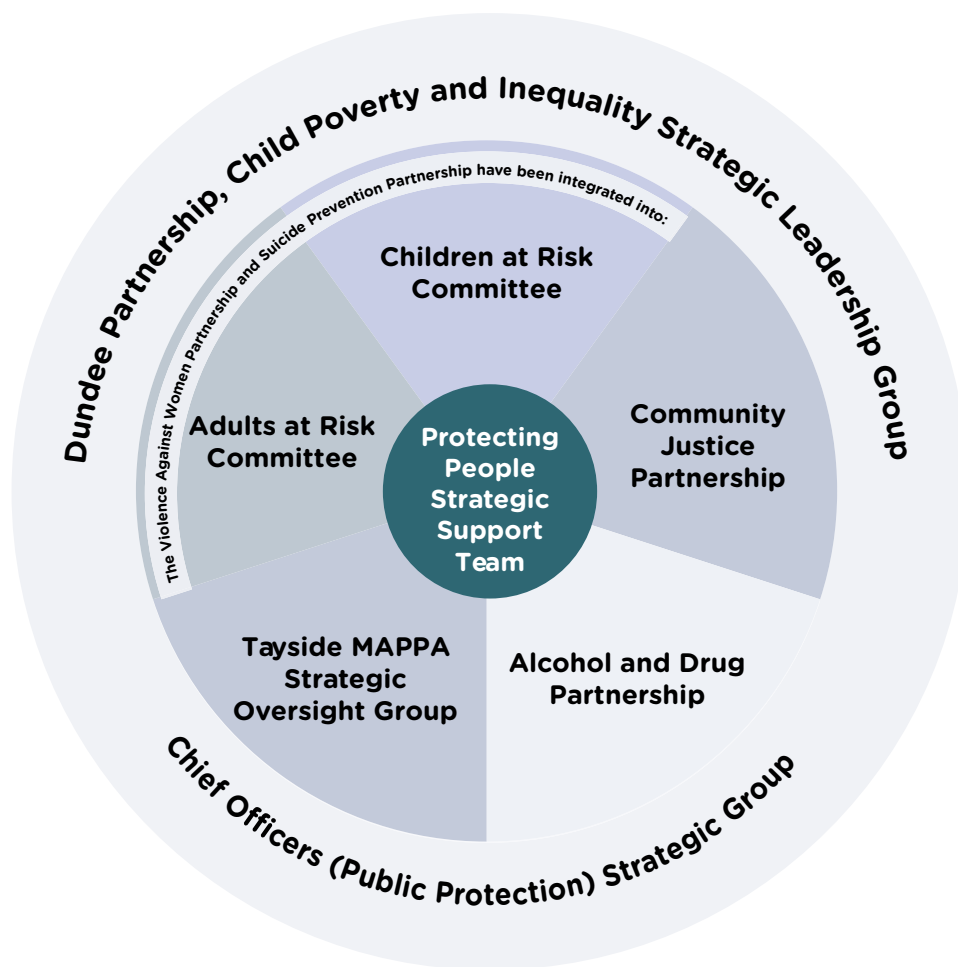 Dundee Partnership, Child Poverty and Inequality Strategic Leadership Group
The Violence Against Women Partnership and Suicide Prevention Partnership have been integrated into:
Children at Risk
Committee
Adults at Risk
Committee
Community
Justice
Partnership
Protecting
People
Strategic
Support
Team
Tayside MAPPA
Strategic
Oversight Group
Alcohol and Drug
Partnership
Chief Officers (Public Protection) Strategic Group